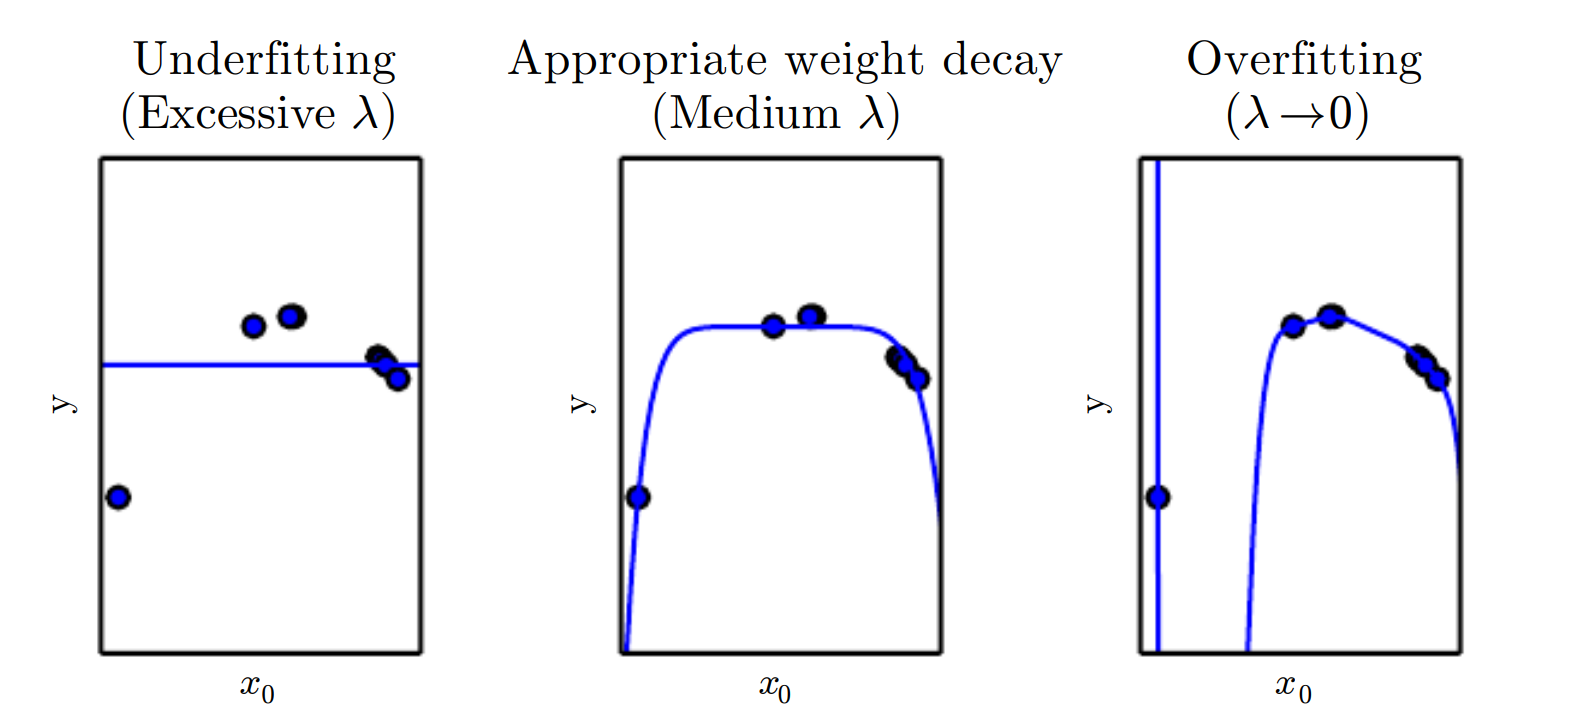 Underfitting
(Excessive λ)
Appropriate weight decay
(Medium λ)
Overfitting
(λ→0)
y
x₀
y
x₀
y
x₀